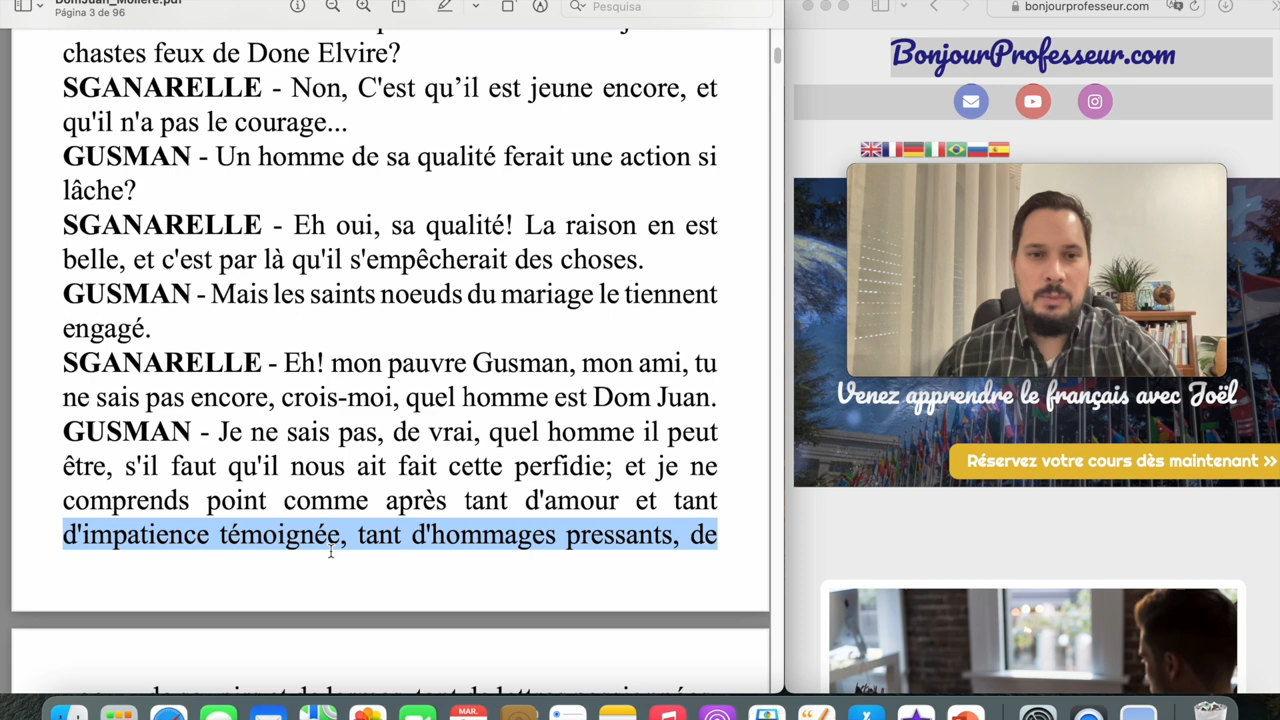 DomJuan_Moliere.pdf
Página 3 de 96
Pesquisa
bonjourprofesseur.com
chastes feux de Done Elvire?
SGANARELLE - Non, C'est qu’il est jeune encore, et
qu'il n'a pas le courage...
GUSMAN - Un homme de sa qualité ferait une action si
lâche?
SGANARELLE - Eh oui, sa qualité! La raison en est
belle, et c'est par là qu'il s'empêcherait des choses.
GUSMAN - Mais les saints noeuds du mariage le tiennent
engagé.
SGANARELLE - Eh! mon pauvre Gusman, mon ami, tu
ne sais pas encore, crois-moi, quel homme est Dom Juan.
GUSMAN - Je ne sais pas, de vrai, quel homme il peut
être, s'il faut qu'il nous ait fait cette perfidie; et je ne
comprends point comme après tant d'amour et tant
d'impatience témoignée, tant d'hommages pressants, de
BonjourProfesseur.com
Venez apprendre le français avec Joël
Réservez votre cours dès maintenant >>
MAR.